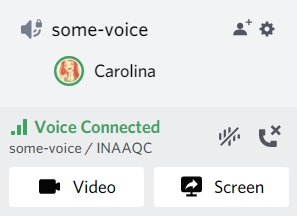 some-voice
Carolina
Voice Connected
some-voice / INAAQC
Video
Screen